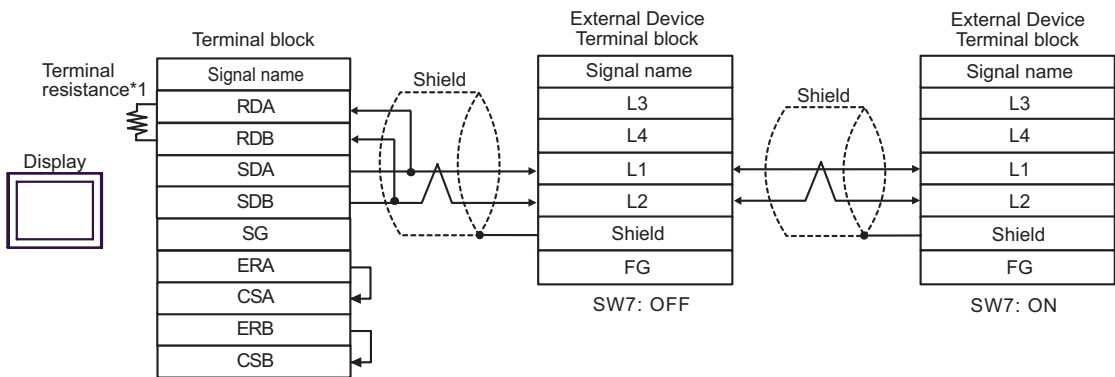 Display
Terminal
resistance*1
Terminal block
Signal name
RDA
RDB
SDA
SDB
SG
ERA
CSA
ERB
CSB
Shield
External Device
Terminal block
Signal name
L3
L4
L1
L2
Shield
FG
SW7: OFF
Shield
External Device
Terminal block
Signal name
L3
L4
L1
L2
Shield
FG
SW7: ON